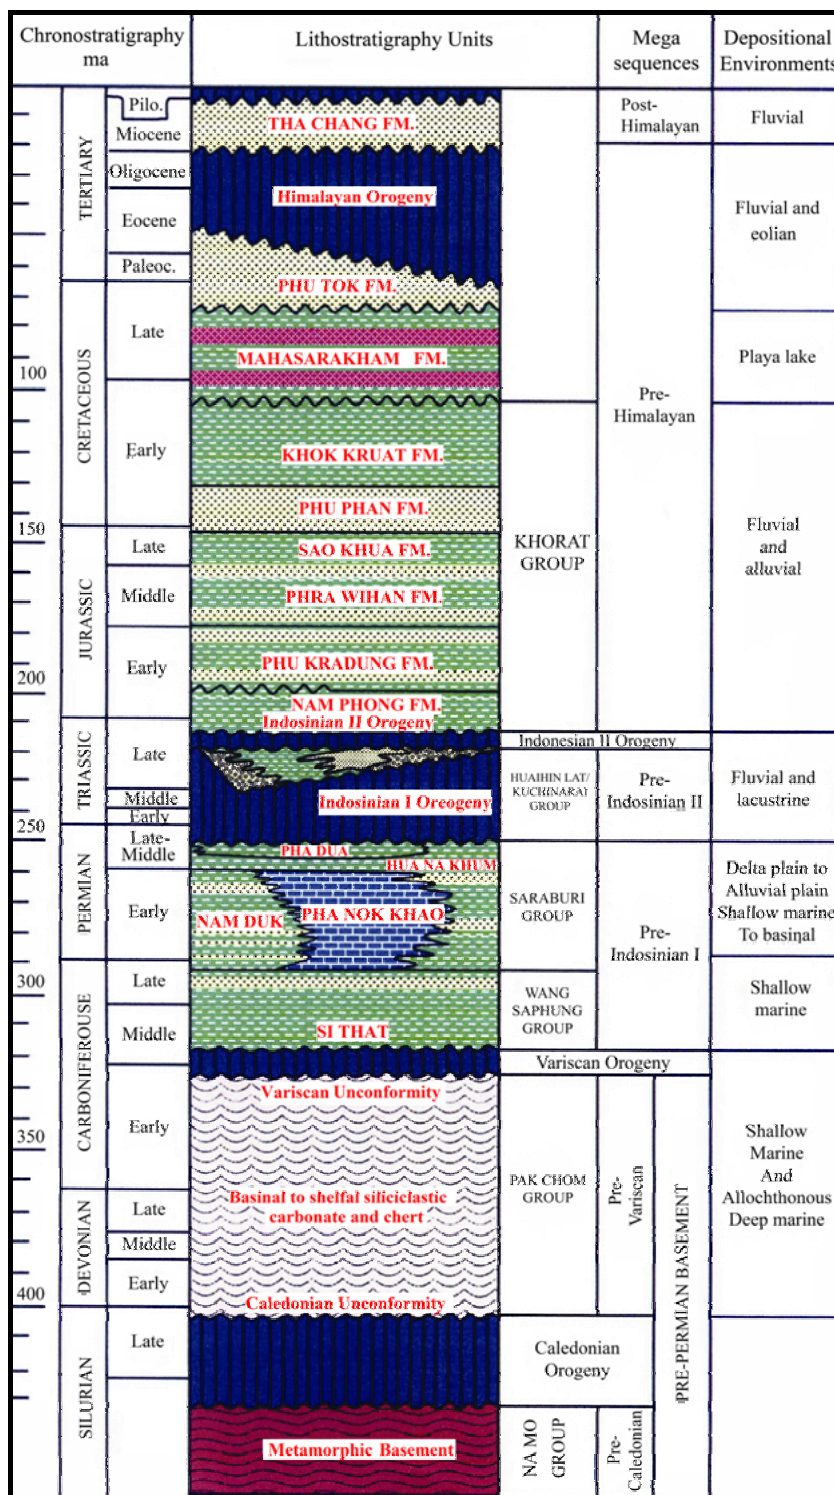 Chronostratigraphy
ma
Lithostratigraphy Units
Mega
sequences
Depositional
Environments
TERTIARY
Pilo.
Miocene
Oligocene
Eocene
Paleoc.
THA CHANG FM.
Himalayan Orogeny
PHU TOK FM.
Post-
Himalayan
Fluvial
Fluvial and
eolian
CRETACEOUS
Late
Early
100
MAHASARAKHAM FM.
KHOK KRUAT FM.
PHU PHAN FM.
Pre-
Himalayan
Playa lake
150
JURASSIC
Late
Middle
Early
SAO KHUA FM.
PHRA WIHAN FM.
PHU KRADUNG FM.
KHORAT
GROUP
Fluvial
and
alluvial
200
NAM PHONG FM.
Indosinian II Orogeny
Indonesian II Orogeny
TRIASSIC
Late
Middle
Early
Indosinian I Oreogeny
HUAIHIN LAT/
KUCHINARAI
GROUP
Pre-
Indosinian II
Fluvial and
lacustrine
250
PERMIAN
Late-
Middle
Early
PHA DUA
HUA NA KHUM
NAM DUK
PHA NOK KHAO
SARABURI
GROUP
Pre-
Indosinian I
Delta plain to
Alluvial plain
Shallow marine
To basinal
300
CARBONIFEROUSE
Late
Middle
Early
SI THAT
WANG
SAPHUNG
GROUP
Shallow
marine
Variscan Orogeny
Variscan Unconformity
350
Basinal to shelfal siliciclastic
carbonate and chert
PAK CHOM
GROUP
Pre-
Variscan
PRE-PERMIAN BASEMENT
Shallow
Marine
And
Allochthonous
Deep marine
DEVONIAN
Late
Middle
Early
400
Caledonian Unconformity
SILURIAN
Late
Caledonian
Orogeny
Metamorphic Basement
NA MO
GROUP
Pre-
Caledonian